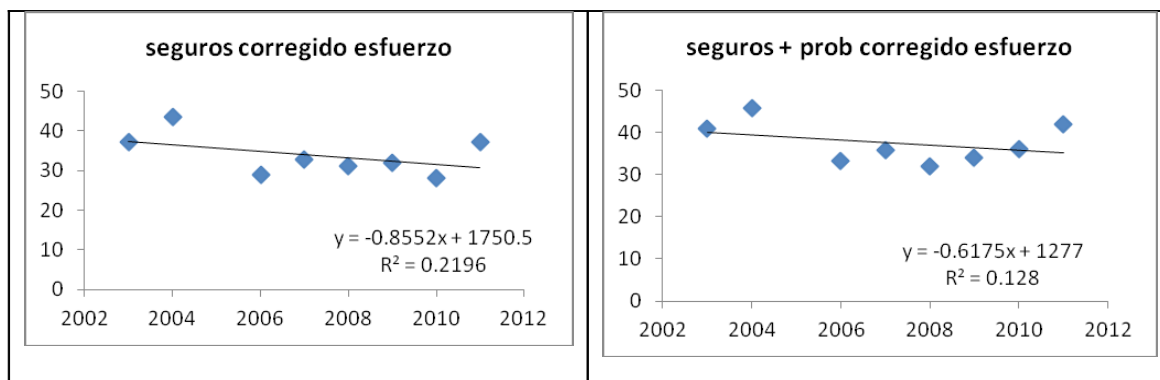 seguros corregido esfuerzo
50
40
30
20
10
0
2002 2004 2006 2008 2010 2012
y = -0.8552x + 1750.5
R² = 0.2196
seguros + prob corregido esfuerzo
50
40
30
20
10
0
2002 2004 2006 2008 2010 2012
y = -0.6175x + 1277
R² = 0.128